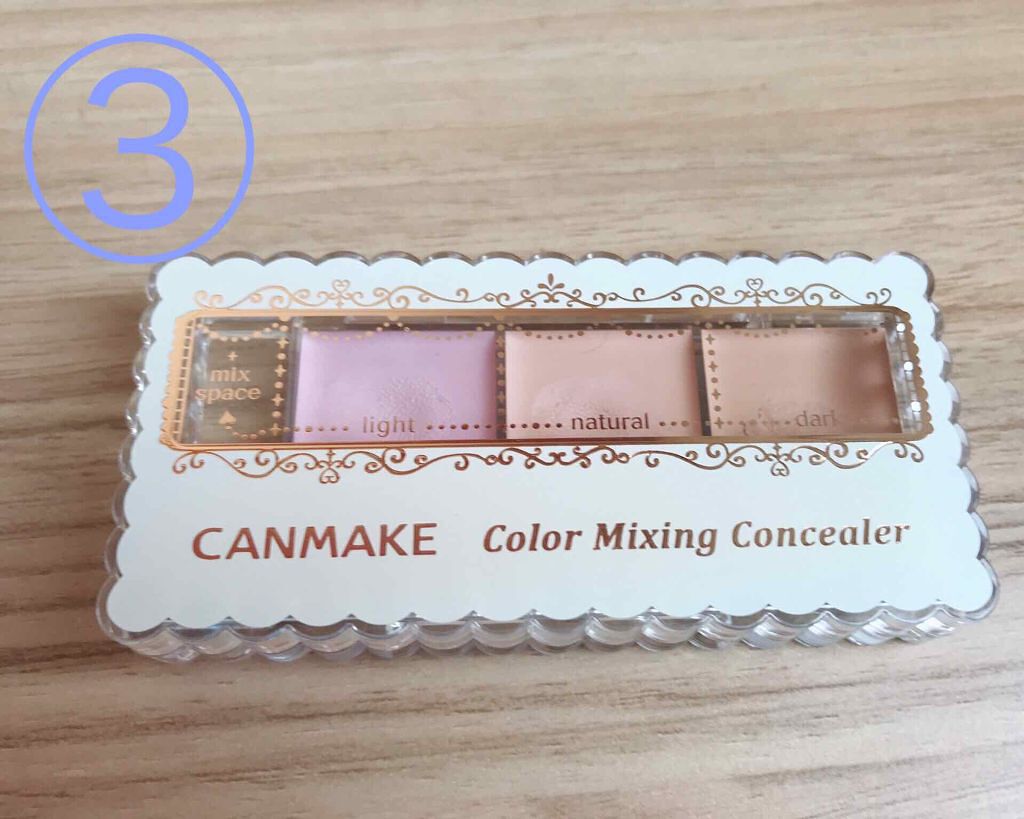 ③
mix
space
light
natural
dark
CANMAKE Color Mixing Concealer